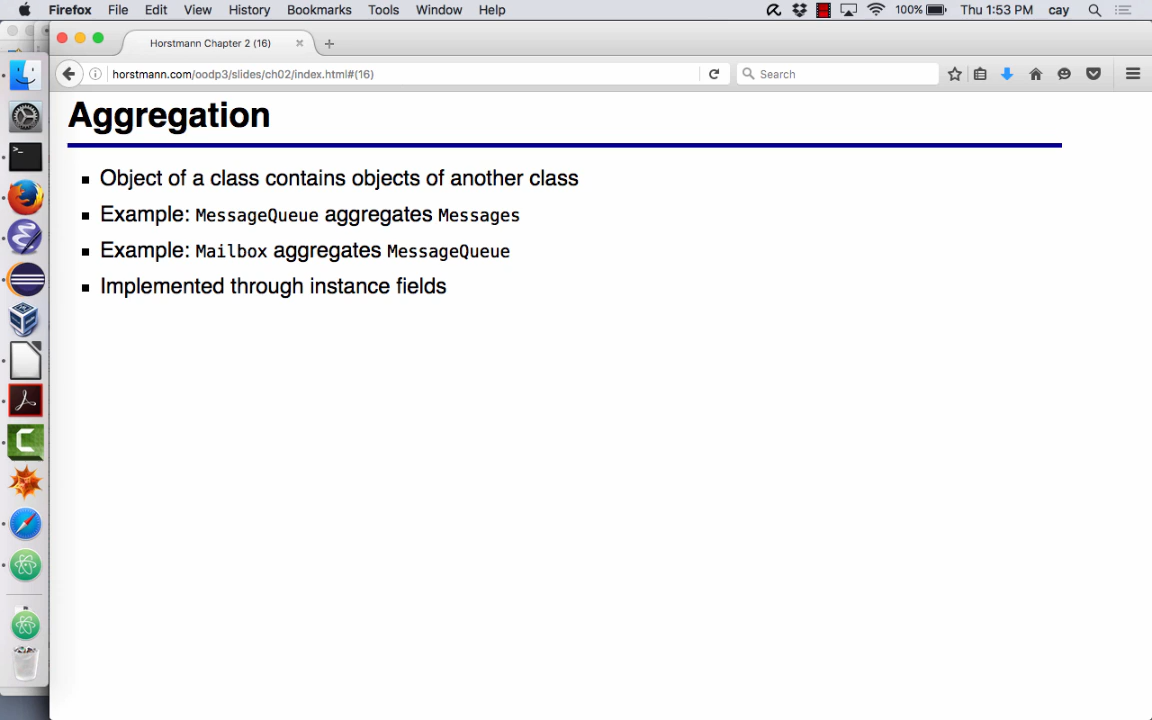 Firefox File Edit View History Bookmarks Tools Window Help 100% Thu 1:53 PM cay
Horstmann Chapter 2 (16)
horstmann.com/oodp3/slides/ch02/index.html#(16) Search
Aggregation
Object of a class contains objects of another class
Example: MessageQueue aggregates Messages
Example: Mailbox aggregates MessageQueue
Implemented through instance fields